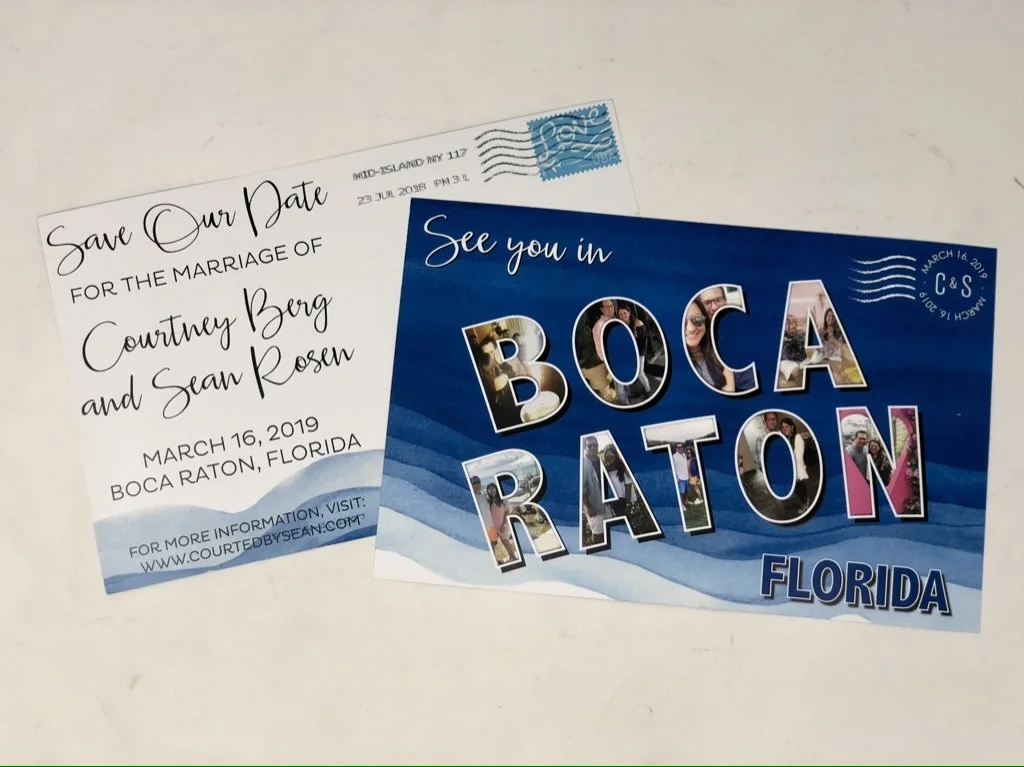 Save Our Date
FOR THE MARRIAGE OF
Courtney Berg
and Sean Rosen
MARCH 16, 2019
BOCA RATON, FLORIDA
FOR MORE INFORMATION, VISIT:
WWW.COURTEDBYSEAN.COM
MID-ISLAND NY 117
23 JUL 2018 PM 3 L
Love
USA
See you in
BOCA
RATON
FLORIDA
MARCH 16, 2019 · MARCH 16, 2019 ·
C & S